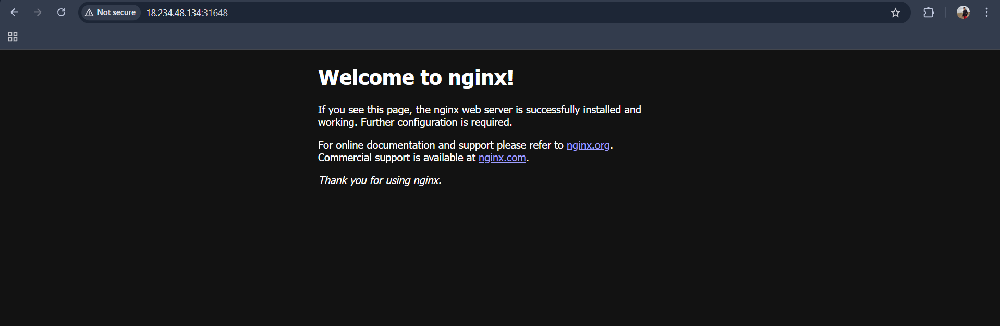 Not secure 18.234.48.134:31648
Welcome to nginx!
If you see this page, the nginx web server is successfully installed and
working. Further configuration is required.
For online documentation and support please refer to nginx.org.
Commercial support is available at nginx.com.
Thank you for using nginx.